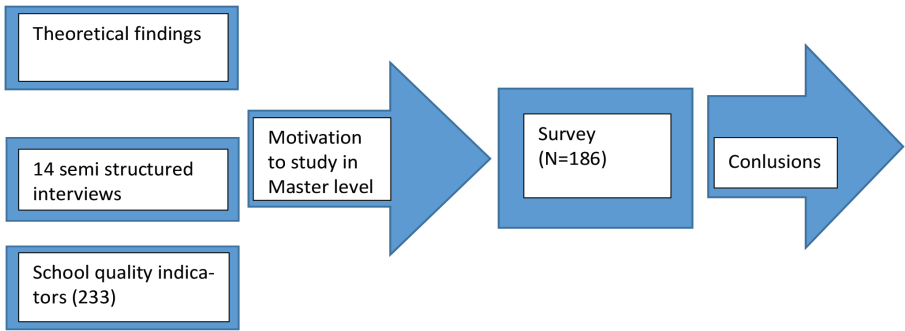 Theoretical findings
14 semi structured
interviews
School quality indica-
tors (233)
Motivation
to study in
Master level
Survey
(N=186)
Conlusions